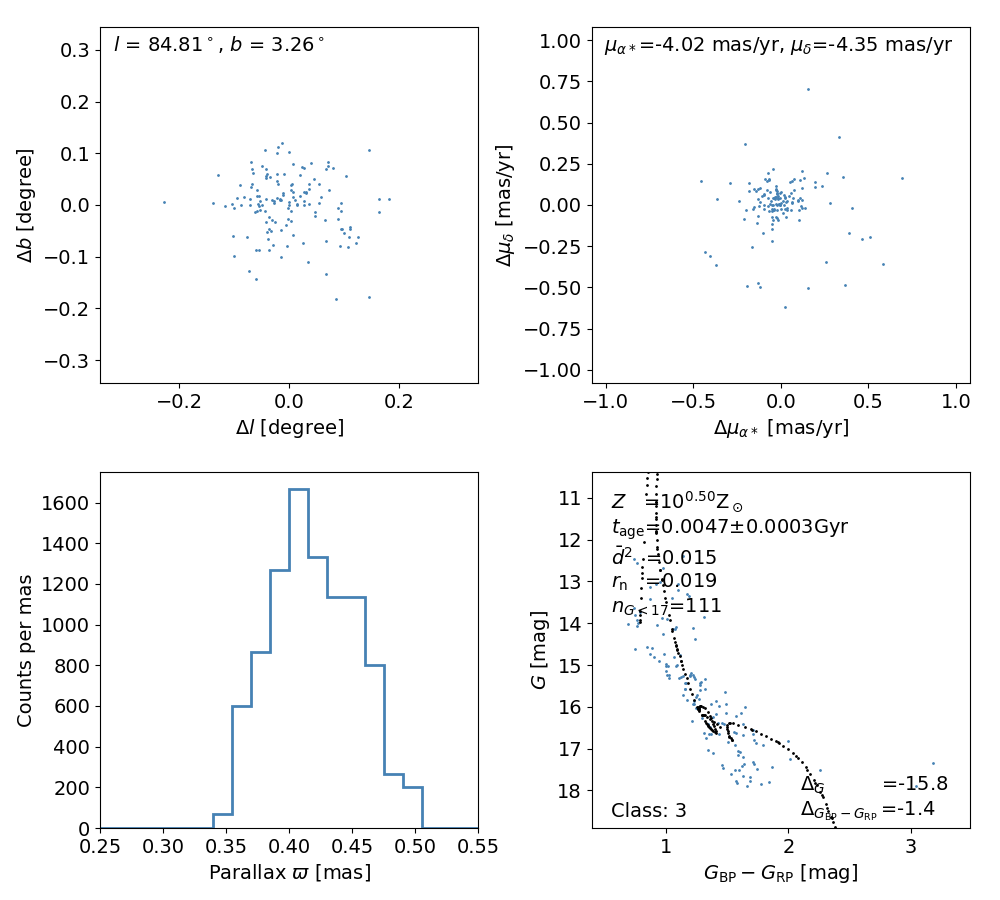 l = 84.81°, b = 3.26°
0.3
0.2
0.1
0.0
−0.1
−0.2
−0.3
Δb [degree]
−0.2 0.0 0.2
Δl [degree]
μα*=-4.02 mas/yr, μδ=-4.35 mas/yr
1.00
0.75
0.50
0.25
0.00
−0.25
−0.50
−0.75
−1.00
Δμδ [mas/yr]
−1.0 −0.5 0.0 0.5 1.0
Δμα* [mas/yr]
1600
1400
1200
1000
800
600
400
200
0
Counts per mas
0.25 0.30 0.35 0.40 0.45 0.50 0.55
Parallax ϖ [mas]
11
12
13
14
15
16
17
18
G [mag]
Z =10^0.50 Z⊙
t_age=0.0047±0.0003Gyr
d̄² =0.015
r_n =0.019
n_G<17=111
Δ_G =-15.8
Δ_GBP−GRP =-1.4
Class: 3
1 2 3
G_BP − G_RP [mag]